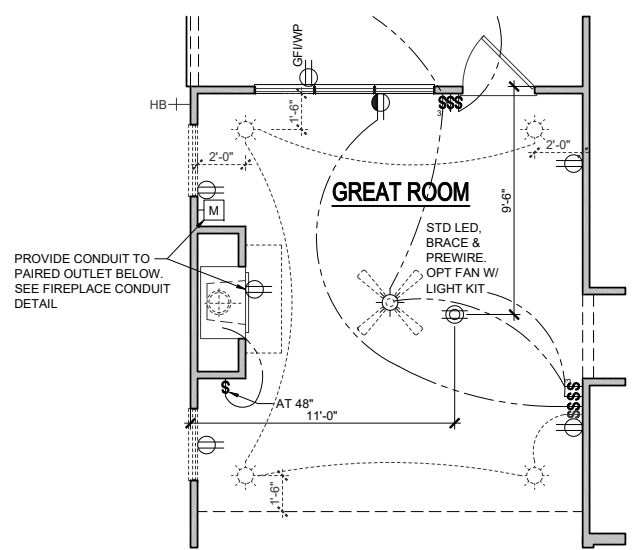 GFI/WP
HB
1'-6"
$$$
3
2'-0"
2'-0"
GREAT ROOM
9'-6"
M
STD LED,
BRACE &
PREWIRE.
OPT FAN W/
LIGHT KIT
PROVIDE CONDUIT TO
PAIRED OUTLET BELOW.
SEE FIREPLACE CONDUIT
DETAIL
$
AT 48"
11'-0"
3
$$
$$
$$
$$
1'-6"